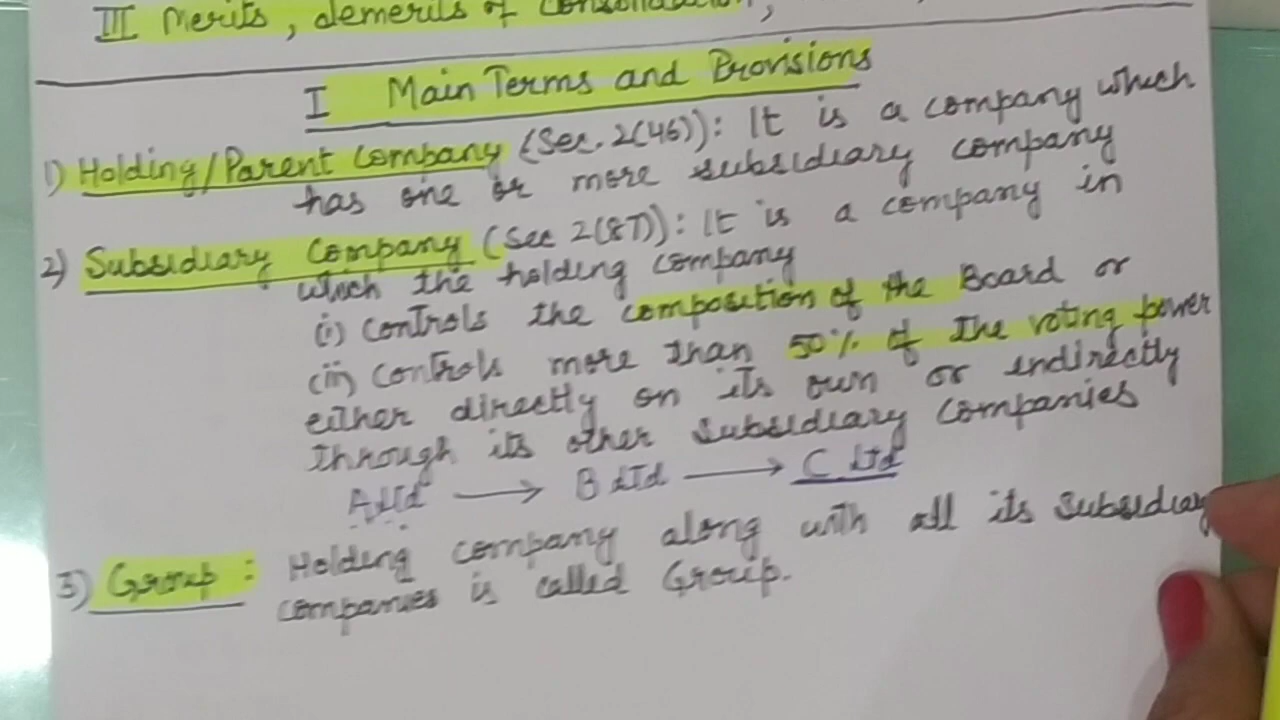 III Merits, demerits of Consolidation,
I Main Terms and Provisions
1) Holding/Parent Company (Sec. 2(46)): It is a company which
has one or more subsidiary company
2) Subsidiary Company (Sec 2(87)): It is a company in
which the holding company
(i) controls the composition of the Board or
(ii) controls more than 50% of the voting power
either directly on its own or indirectly
through its other subsidiary companies
A Ltd → B Ltd → C Ltd
3) Group: Holding company along with all its Subsidiary
companies is called Group.